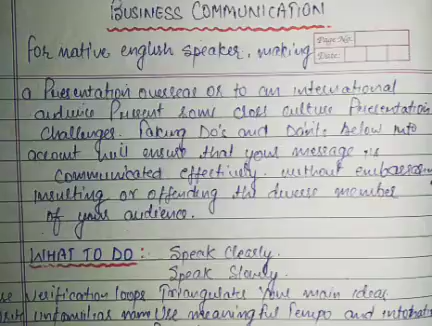 BUSINESS COMMUNICATION
for native english speaker, making
Page No.
Date
a Presentation overseas or to an international
audience Present some cross culture Presentation
challenges. Taking Do's and Don'ts below into
account will ensure that your message is
communicated effectively. without embarrassing
insulting or offending the diverse member
of your audience.
WHAT TO DO:- Speak Clearly.
Speak Slowly.
verification loops Triangulate Your main ideas
unfamiliar name Use meaningful Tempo and